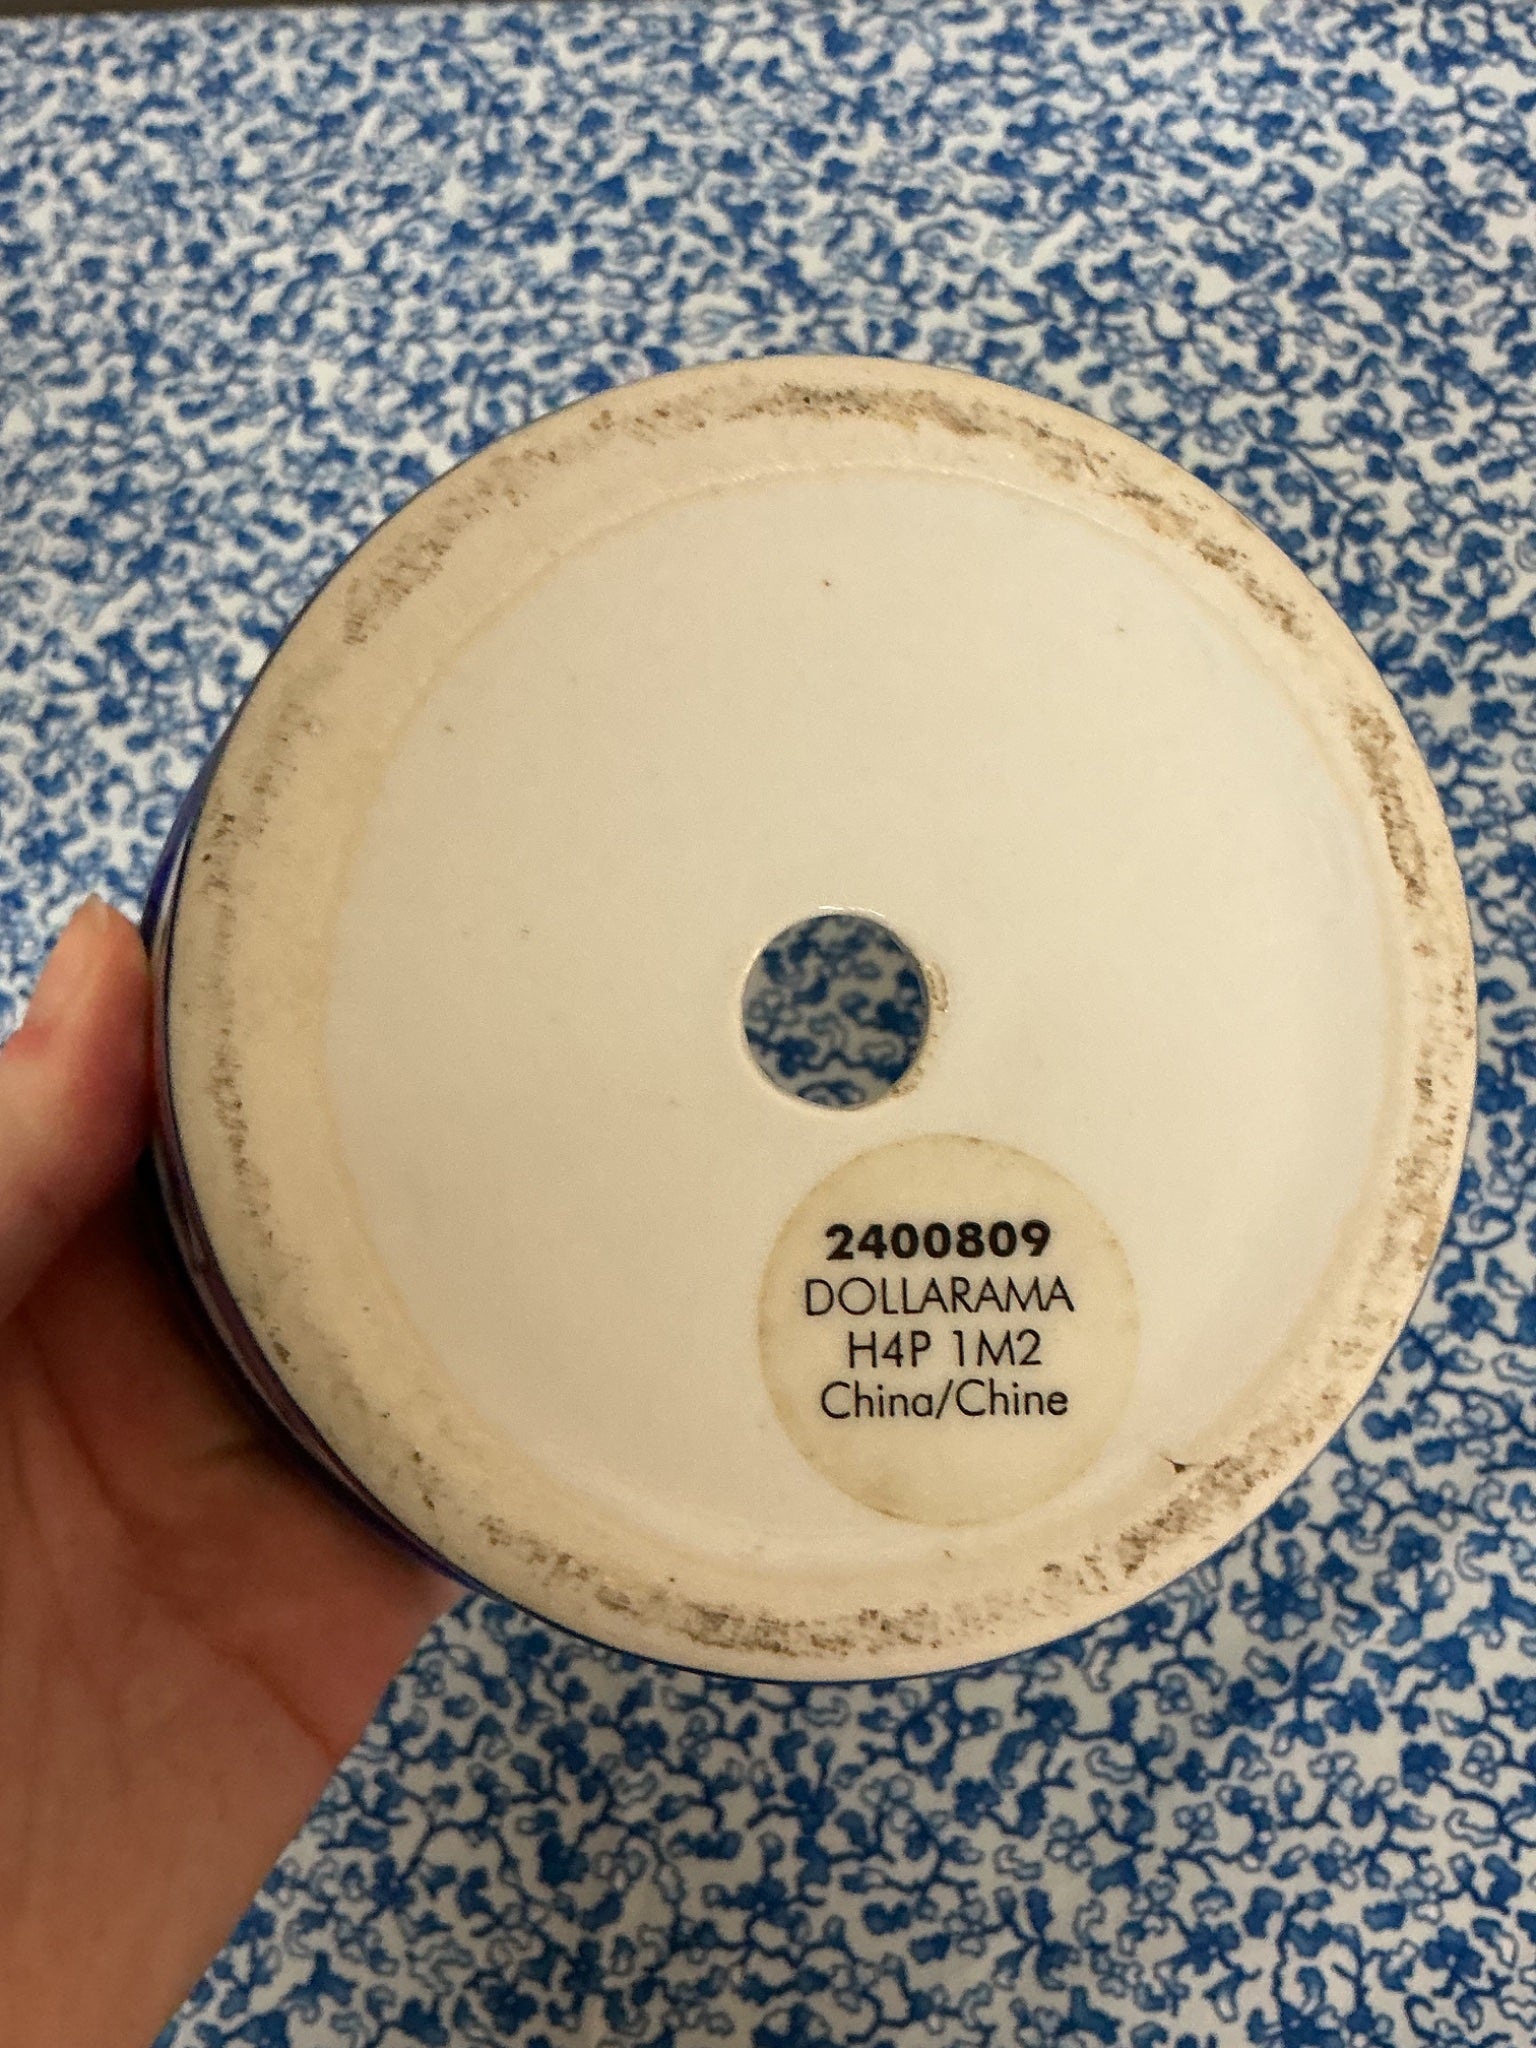 2400809
DOLLARAMA
H4P 1M2
China/Chine